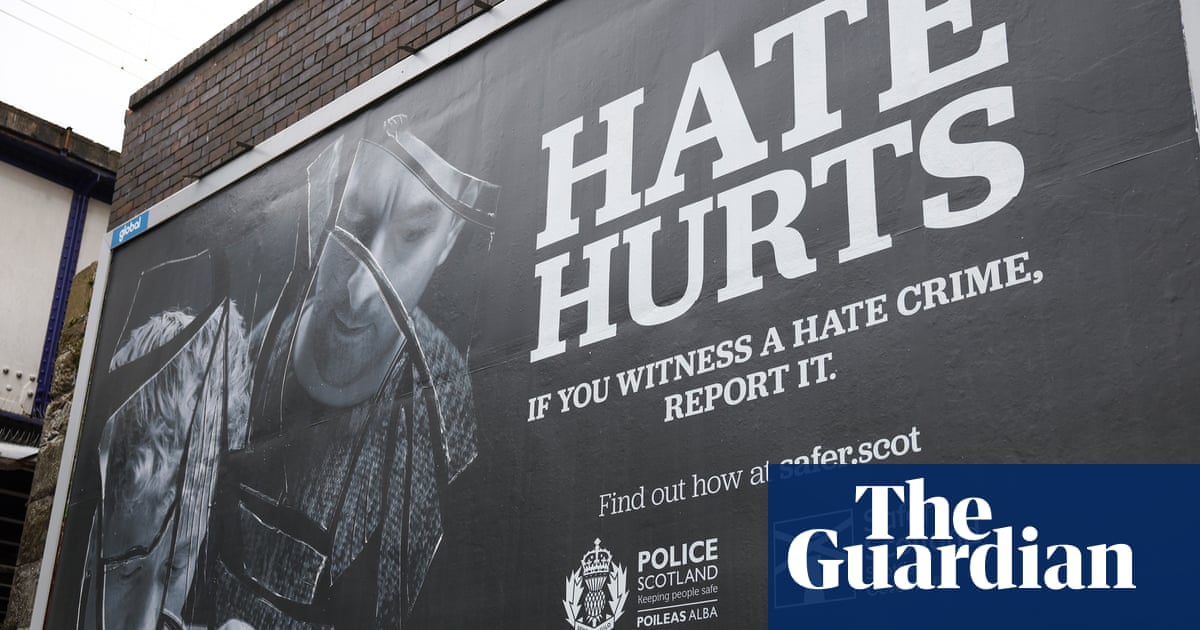 global
HATE
HURTS
IF YOU WITNESS A HATE CRIME,
REPORT IT.
Find out how at safer.scot
POLICE
SCOTLAND
Keeping people safe
POILEAS ALBA
The
Guardian